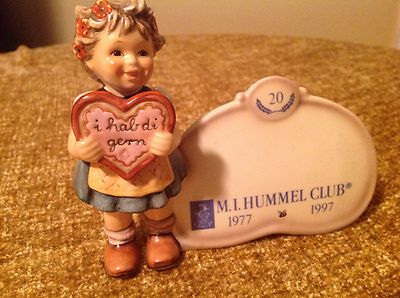 i hab di
gern
20
M.I. HUMMEL CLUB®
1977 1997